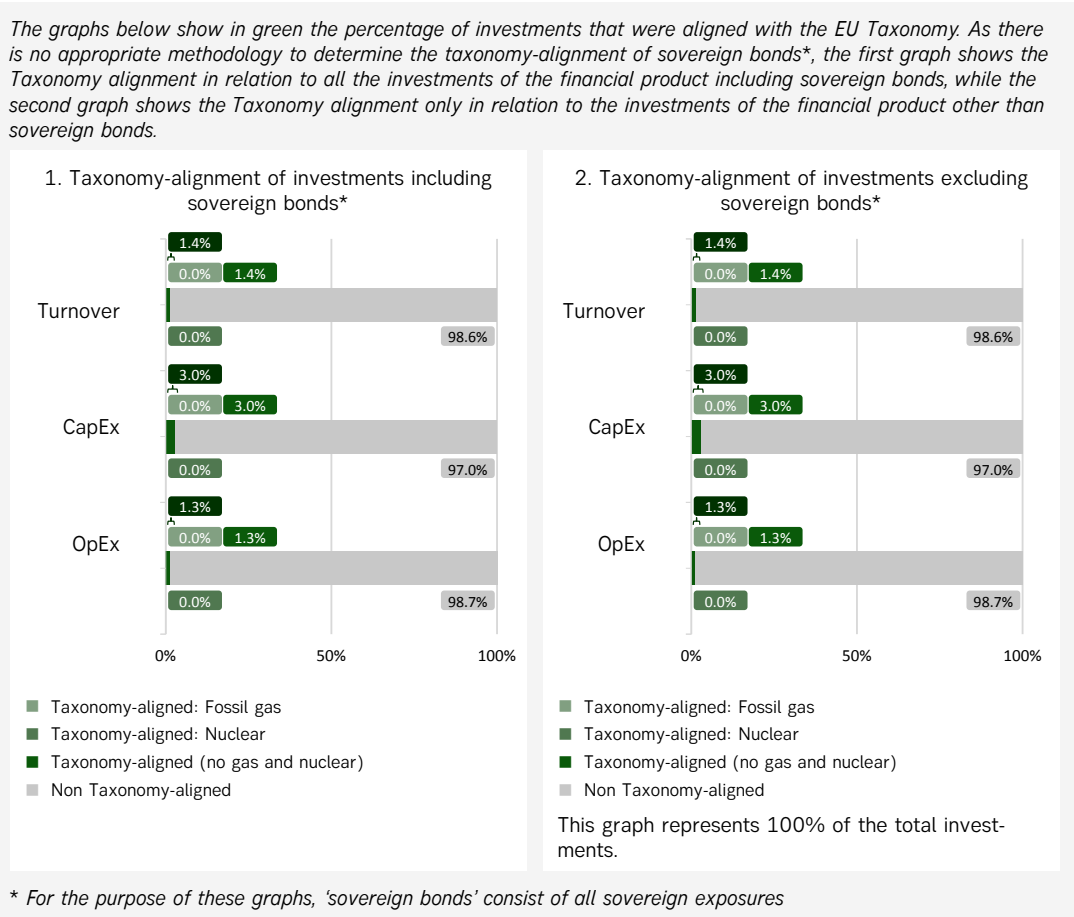 The graphs below show in green the percentage of investments that were aligned with the EU Taxonomy. As there
is no appropriate methodology to determine the taxonomy-alignment of sovereign bonds*, the first graph shows the
Taxonomy alignment in relation to all the investments of the financial product including sovereign bonds, while the
second graph shows the Taxonomy alignment only in relation to the investments of the financial product other than
sovereign bonds.
1. Taxonomy-alignment of investments including
sovereign bonds*
1.4%
0.0% 1.4%
Turnover
0.0% 98.6%
3.0%
0.0% 3.0%
CapEx
0.0% 97.0%
1.3%
0.0% 1.3%
OpEx
0.0% 98.7%
0% 50% 100%
Taxonomy-aligned: Fossil gas
Taxonomy-aligned: Nuclear
Taxonomy-aligned (no gas and nuclear)
Non Taxonomy-aligned
2. Taxonomy-alignment of investments excluding
sovereign bonds*
1.4%
0.0% 1.4%
Turnover
0.0% 98.6%
3.0%
0.0% 3.0%
CapEx
0.0% 97.0%
1.3%
0.0% 1.3%
OpEx
0.0% 98.7%
0% 50% 100%
Taxonomy-aligned: Fossil gas
Taxonomy-aligned: Nuclear
Taxonomy-aligned (no gas and nuclear)
Non Taxonomy-aligned
This graph represents 100% of the total invest-
ments.
* For the purpose of these graphs, ‘sovereign bonds’ consist of all sovereign exposures